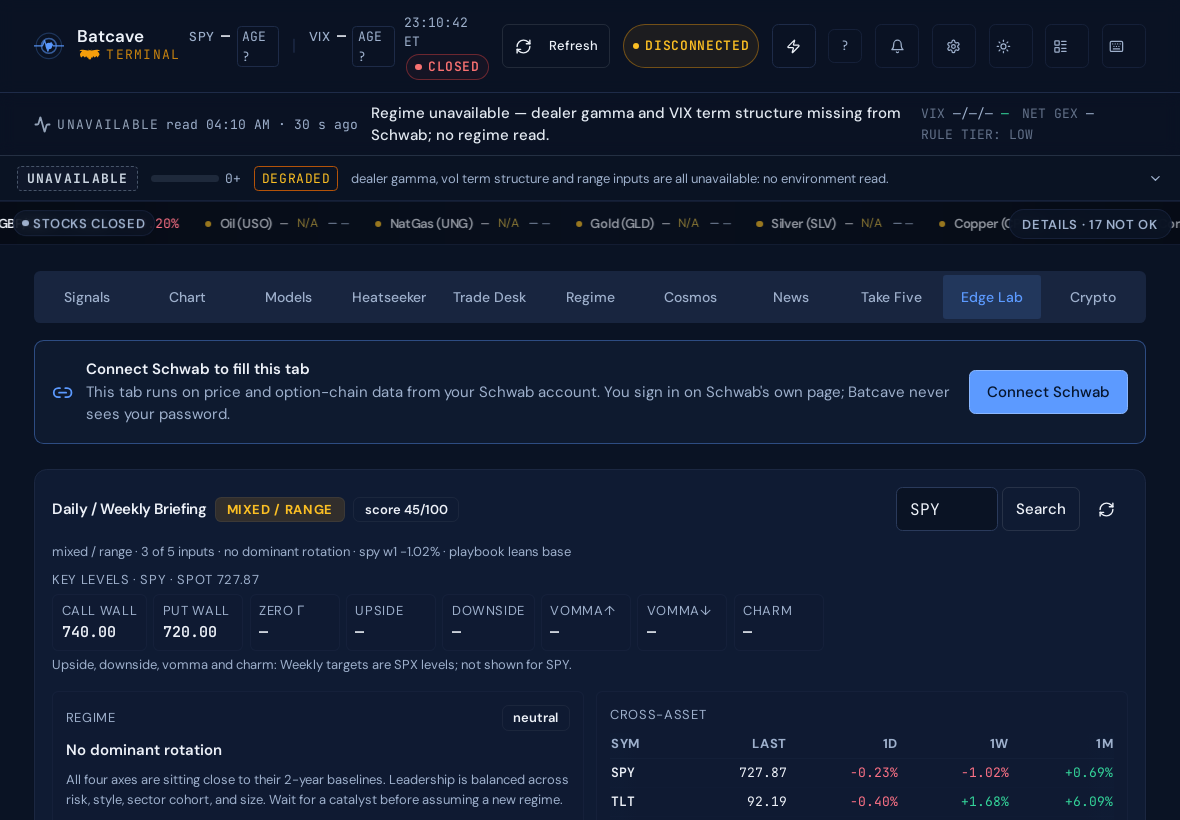 Batcave
TERMINAL
SPY — AGE ?
VIX — AGE ?
23:10:42 ET
CLOSED
Refresh
DISCONNECTED
?
UNAVAILABLE read 04:10 AM · 30 s ago
Regime unavailable — dealer gamma and VIX term structure missing from
Schwab; no regime read.
VIX —/—/— — NET GEX —
RULE TIER: LOW
UNAVAILABLE 0+ DEGRADED dealer gamma, vol term structure and range inputs are all unavailable: no environment read.
STOCKS CLOSED 20% Oil (USO) — N/A — — NatGas (UNG) — N/A — — Gold (GLD) — N/A — — Silver (SLV) — N/A — — Copper DETAILS · 17 NOT OK
Signals Chart Models Heatseeker Trade Desk Regime Cosmos News Take Five Edge Lab Crypto
Connect Schwab to fill this tab
This tab runs on price and option-chain data from your Schwab account. You sign in on Schwab's own page; Batcave never
sees your password.
Connect Schwab
Daily / Weekly Briefing MIXED / RANGE score 45/100 SPY Search
mixed / range · 3 of 5 inputs · no dominant rotation · spy w1 -1.02% · playbook leans base
KEY LEVELS · SPY · SPOT 727.87
CALL WALL PUT WALL ZERO Γ UPSIDE DOWNSIDE VOMMA↑ VOMMA↓ CHARM
740.00 720.00 — — — — — —
Upside, downside, vomma and charm: Weekly targets are SPX levels; not shown for SPY.
REGIME neutral
No dominant rotation
All four axes are sitting close to their 2-year baselines. Leadership is balanced across
risk, style, sector cohort, and size. Wait for a catalyst before assuming a new regime.
CROSS-ASSET
SYM LAST 1D 1W 1M
SPY 727.87 -0.23% -1.02% +0.69%
TLT 92.19 -0.40% +1.68% +6.09%